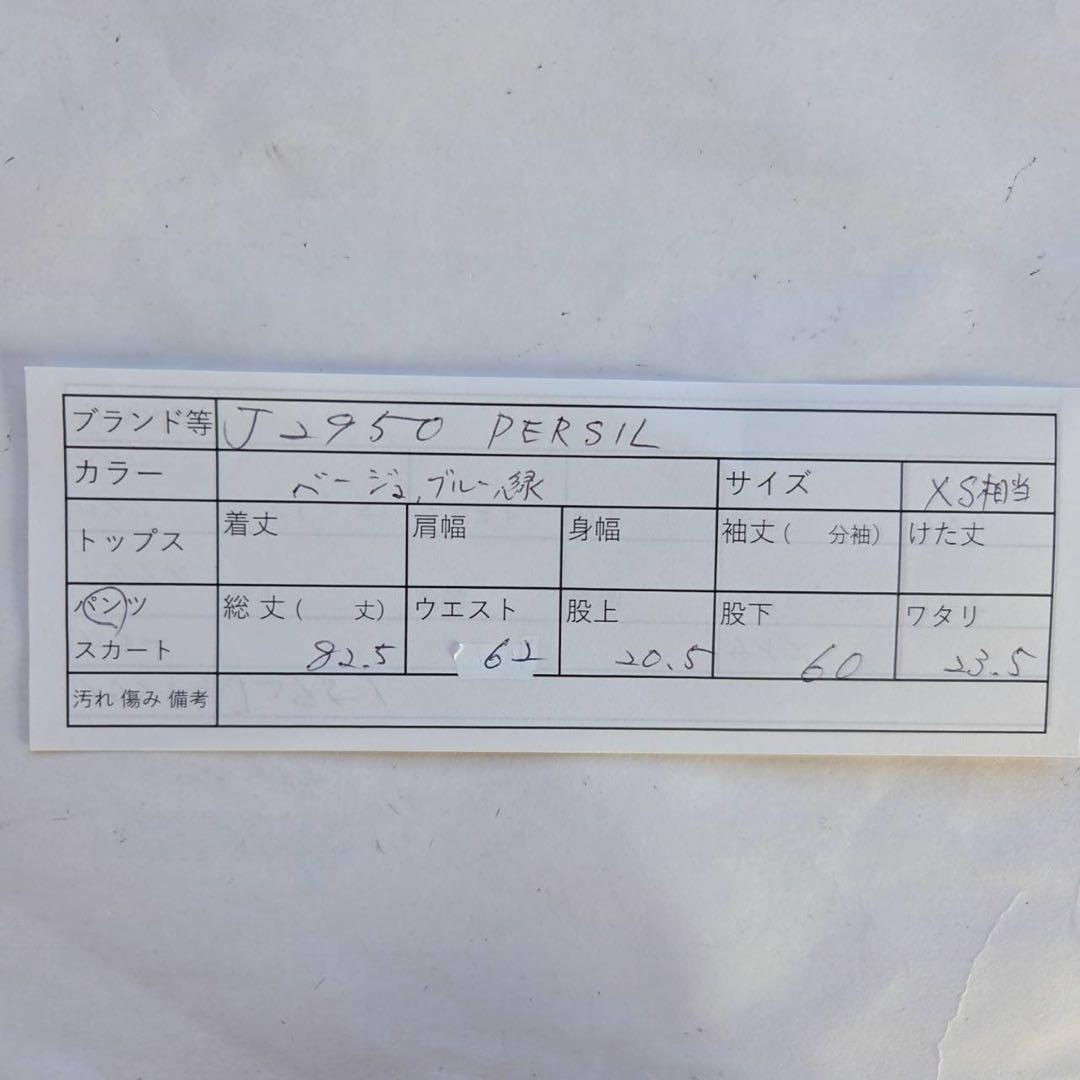 ブランド等 J2950 PERSIL
カラー ベージュ、ブルー、緑 サイズ XS相当
トップス 着丈 肩幅 身幅 袖丈( 分袖) けた丈
パンツ 総丈( 丈) ウエスト 股上 股下 ワタリ
スカート 82.5 62 20.5 60 23.5
汚れ 傷み 備考